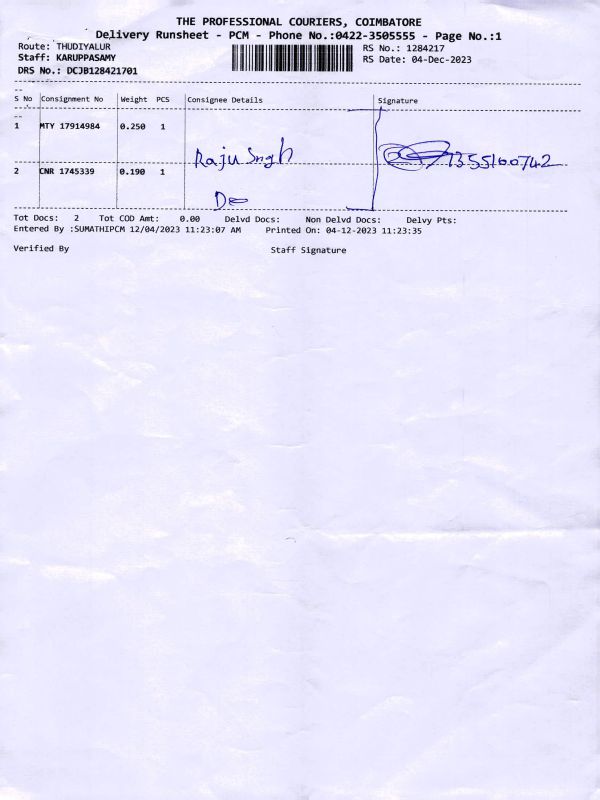 THE PROFESSIONAL COURIERS, COIMBATORE
Delivery Runsheet - PCM - Phone No.:0422-3505555 - Page No.:1
Route: THUDIYALUR RS No.: 1284217
Staff: KARUPPASAMY RS Date: 04-Dec-2023
DRS No.: DCJB128421701
S No Consignment No Weight PCS Consignee Details Signature
1 MTY 17914984 0.250 1
Raju Singh
2 CNR 1745339 0.190 1
Tot Docs: 2 Tot COD Amt: 0.00 Delvd Docs: Non Delvd Docs: Delvy Pts:
Entered By :SUMATHIPCM 12/04/2023 11:23:07 AM Printed On: 04-12-2023 11:23:35
Verified By Staff Signature